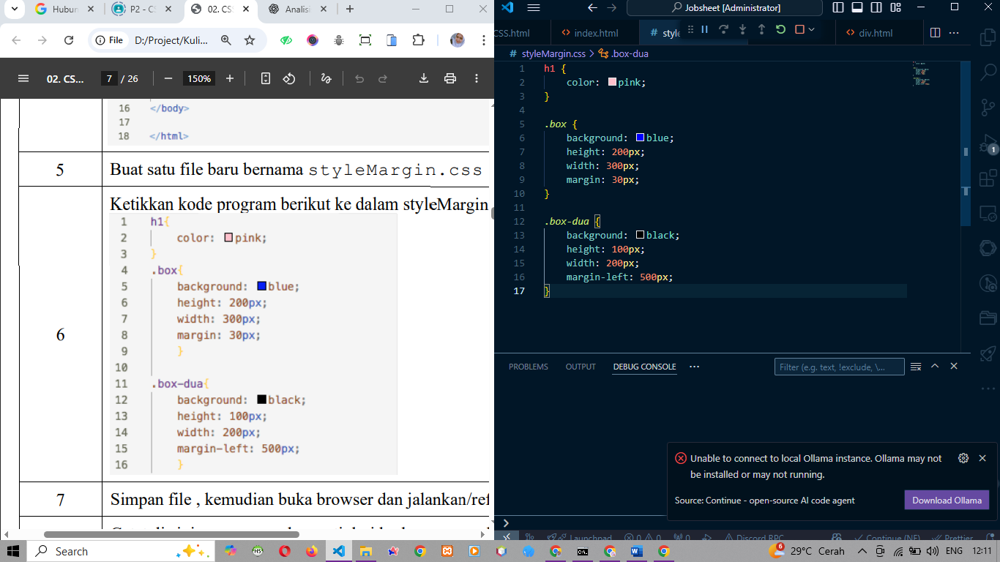 Hubun
P2 - CS
02. CS
Analisi
File
D:/Project/Kuli...
02. CS...
7 / 26
150%
16 </body>
17
18 </html>
5
Buat satu file baru bernama styleMargin.css
6
Ketikkan kode program berikut ke dalam styleMargin
1 h1{
2 color: pink;
3 }
4 .box{
5 background: blue;
6 height: 200px;
7 width: 300px;
8 margin: 30px;
9 }
10
11 .box-dua{
12 background: black;
13 height: 100px;
14 width: 200px;
15 margin-left: 500px;
16 }
7
Simpan file , kemudian buka browser dan jalankan/ref
Jobsheet [Administrator]
CSS.html
index.html
# style
div.html
# styleMargin.css > .box-dua
1 h1 {
2 color: pink;
3 }
4
5 .box {
6 background: blue;
7 height: 200px;
8 width: 300px;
9 margin: 30px;
10 }
11
12 .box-dua {
13 background: black;
14 height: 100px;
15 width: 200px;
16 margin-left: 500px;
17 }
1
PROBLEMS
OUTPUT
DEBUG CONSOLE
Filter (e.g. text, !exclude, \...
Unable to connect to local Ollama instance. Ollama may not
be installed or may not running.
Source: Continue - open-source AI code agent
Download Ollama
Launchpad
0
0
0
Discord RPC
Continue (NE)
Prettier
Search
6
29°C Cerah
ENG
12:11